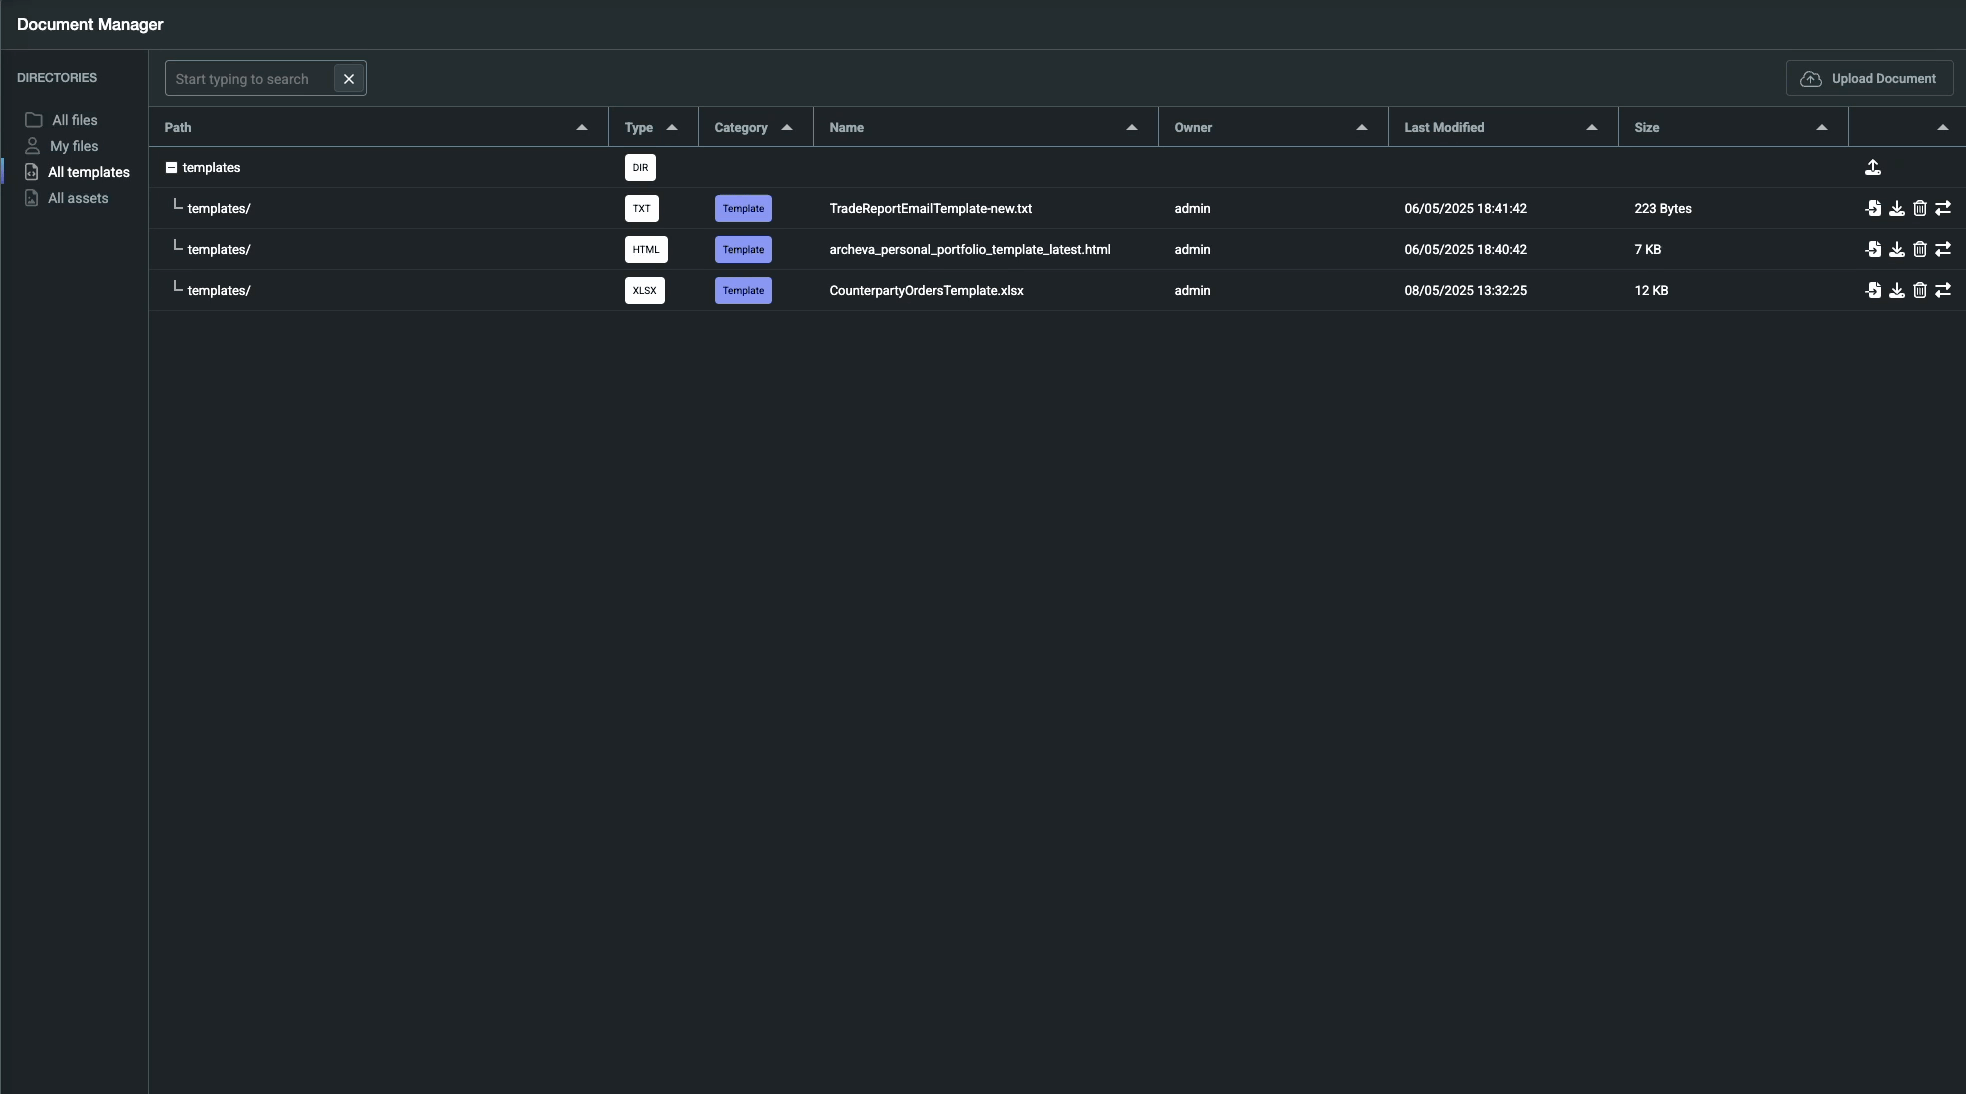 Document Manager
DIRECTORIES
All files
My files
All templates
All assets
Start typing to search
Upload Document
Path Type Category Name Owner Last Modified Size
templates DIR
templates/ TXT Template TradeReportEmailTemplate-new.txt admin 06/05/2025 18:41:42 223 Bytes
templates/ HTML Template archeva_personal_portfolio_template_latest.html admin 06/05/2025 18:40:42 7 KB
templates/ XLSX Template CounterpartyOrdersTemplate.xlsx admin 08/05/2025 13:32:25 12 KB